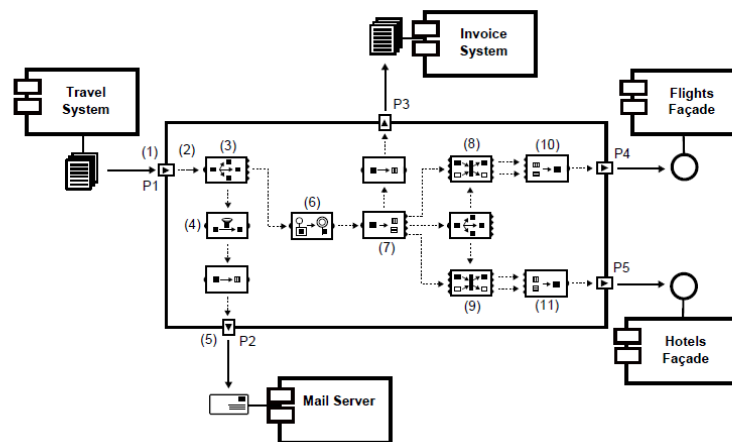 Invoice
System
Travel
System
Flights
Façade
P3
(1)
(2)
(3)
(8)
(10)
P4
P1
(6)
(4)
(7)
P5
(9)
(11)
(5)
P2
Hotels
Façade
Mail Server